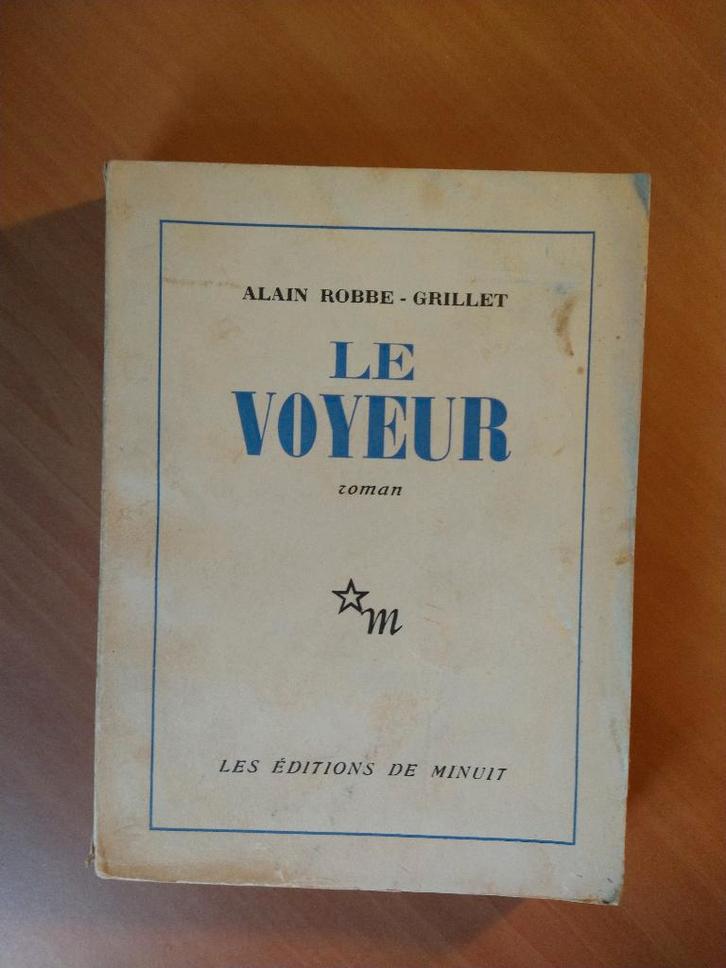 ALAIN ROBBE - GRILLET
LE
VOYEUR
roman
m
LES ÉDITIONS DE MINUIT